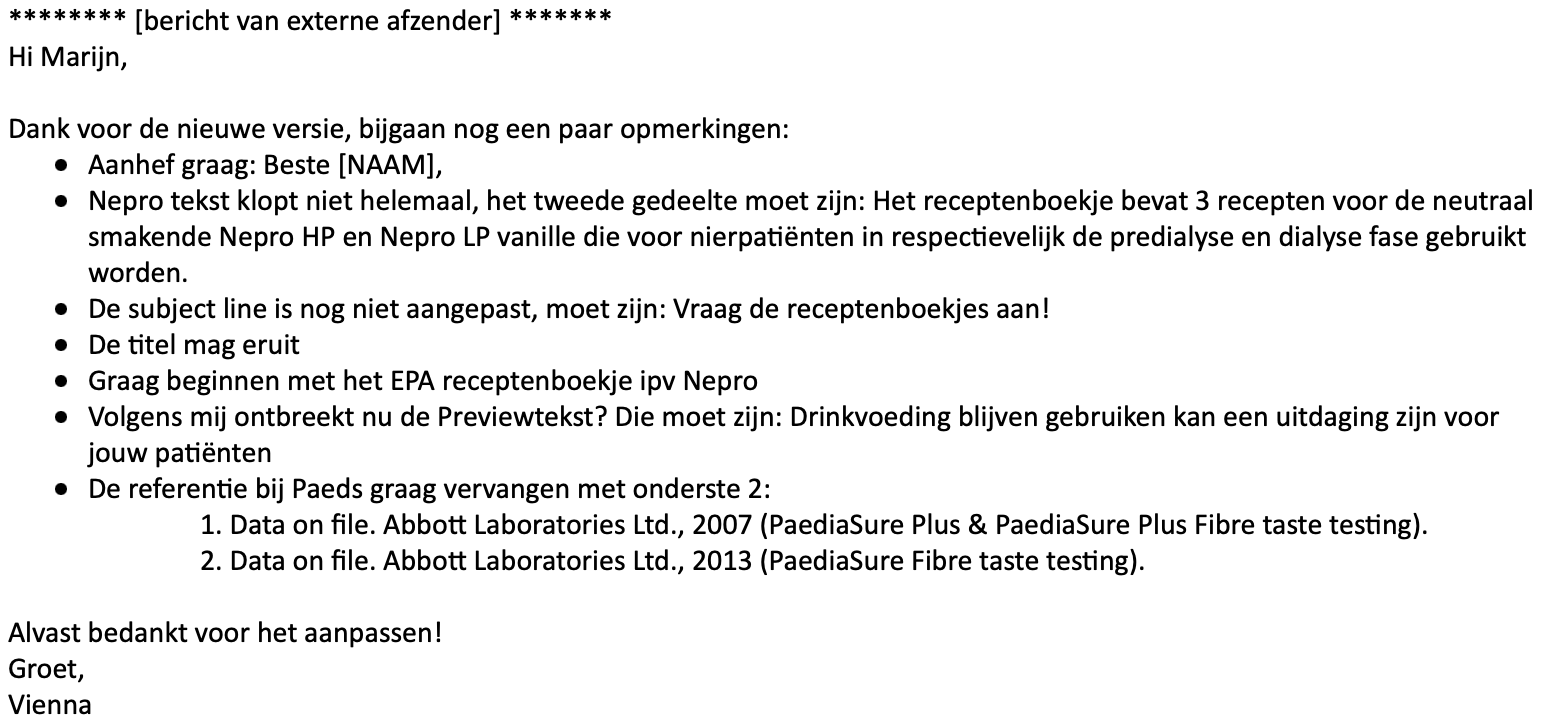 ******** [bericht van externe afzender] *******
Hi Marijn,
Dank voor de nieuwe versie, bijgaan nog een paar opmerkingen:
• Aanhef graag: Beste [NAAM],
• Nepro tekst klopt niet helemaal, het tweede gedeelte moet zijn: Het receptenboekje bevat 3 recepten voor de neutraal
smakende Nepro HP en Nepro LP vanille die voor nierpatiënten in respectievelijk de predialyse en dialyse fase gebruikt
worden.
• De subject line is nog niet aangepast, moet zijn: Vraag de receptenboekjes aan!
• De titel mag eruit
• Graag beginnen met het EPA receptenboekje ipv Nepro
• Volgens mij ontbreekt nu de Previewtekst? Die moet zijn: Drinkvoeding blijven gebruiken kan een uitdaging zijn voor
jouw patiënten
• De referentie bij Paeds graag vervangen met onderste 2:
1. Data on file. Abbott Laboratories Ltd., 2007 (PaediaSure Plus & PaediaSure Plus Fibre taste testing).
2. Data on file. Abbott Laboratories Ltd., 2013 (PaediaSure Fibre taste testing).
Alvast bedankt voor het aanpassen!
Groet,
Vienna